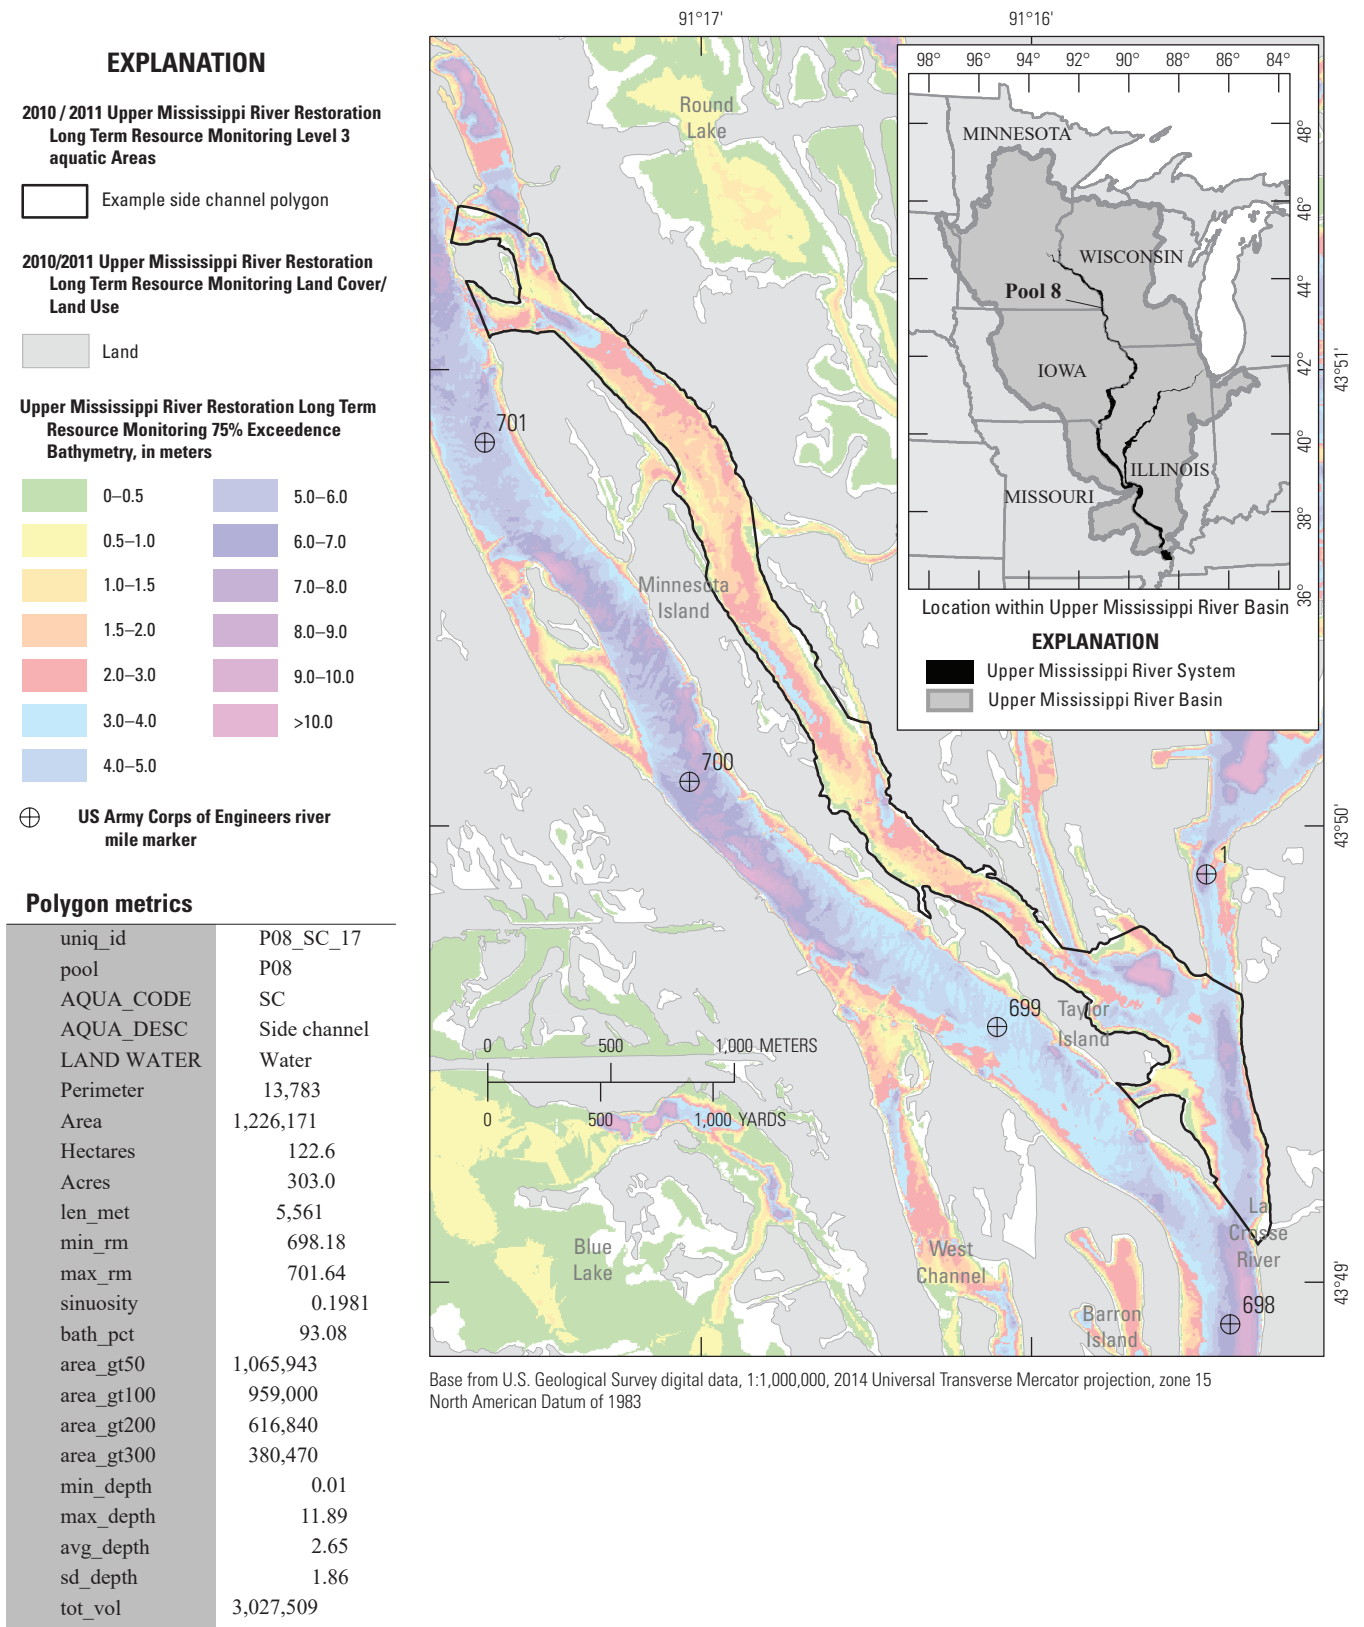 EXPLANATION
2010 / 2011 Upper Mississippi River Restoration
Long Term Resource Monitoring Level 3
aquatic Areas
Example side channel polygon
2010/2011 Upper Mississippi River Restoration
Long Term Resource Monitoring Land Cover/
Land Use
Land
Upper Mississippi River Restoration Long Term
Resource Monitoring 75% Exceedence
Bathymetry, in meters
0–0.5
0.5–1.0
1.0–1.5
1.5–2.0
2.0–3.0
3.0–4.0
4.0–5.0
5.0–6.0
6.0–7.0
7.0–8.0
8.0–9.0
9.0–10.0
>10.0
US Army Corps of Engineers river
mile marker
Polygon metrics
uniq_id P08_SC_17
pool P08
AQUA_CODE SC
AQUA_DESC Side channel
LAND WATER Water
Perimeter 13,783
Area 1,226,171
Hectares 122.6
Acres 303.0
len_met 5,561
min_rm 698.18
max_rm 701.64
sinuosity 0.1981
bath_pct 93.08
area_gt50 1,065,943
area_gt100 959,000
area_gt200 616,840
area_gt300 380,470
min_depth 0.01
max_depth 11.89
avg_depth 2.65
sd_depth 1.86
tot_vol 3,027,509
91°17' 91°16'
43°51'
43°50'
43°49'
Round
Lake
701
Minnesota
Island
700
699
Taylor
Island
1
0 500 1,000 METERS
0 500 1,000 YARDS
Blue
Lake
West
Channel
Barron
Island
La
Crosse
River
698
98° 96° 94° 92° 90° 88° 86° 84°
48°
46°
44°
42°
40°
38°
36°
MINNESOTA
WISCONSIN
Pool 8
IOWA
ILLINOIS
MISSOURI
Location within Upper Mississippi River Basin
EXPLANATION
Upper Mississippi River System
Upper Mississippi River Basin
Base from U.S. Geological Survey digital data, 1:1,000,000, 2014 Universal Transverse Mercator projection, zone 15
North American Datum of 1983